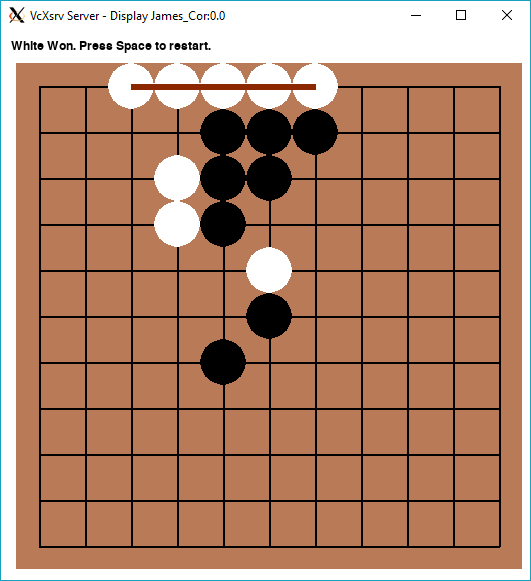 VcXsrv Server - Display James_Cor:0.0
White Won. Press Space to restart.